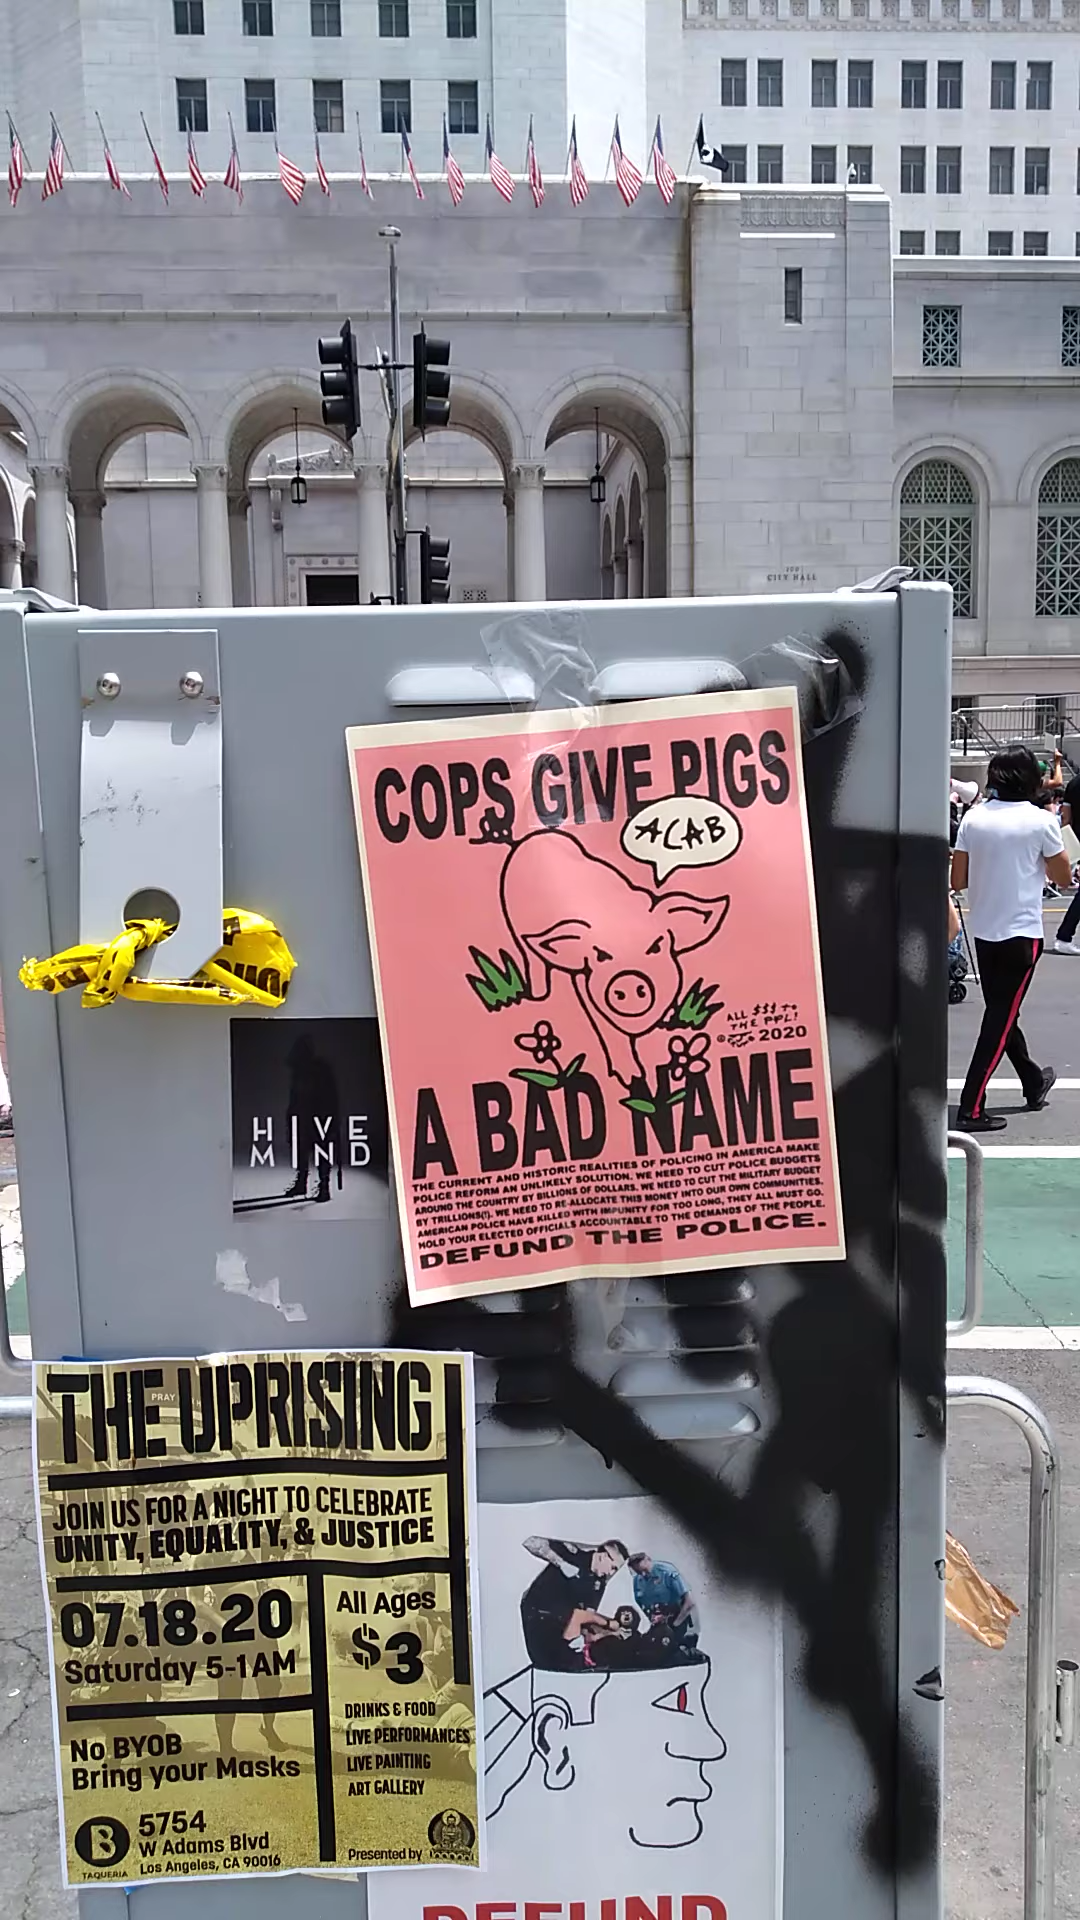 200
CITY HALL
COPS GIVE PIGS
ACAB
ALL $$$ TO
THE PPL!
© 2020
A BAD NAME
THE CURRENT AND HISTORIC REALITIES OF POLICING IN AMERICA MAKE
POLICE REFORM AN UNLIKELY SOLUTION. WE NEED TO CUT POLICE BUDGETS
AROUND THE COUNTRY BY BILLIONS OF DOLLARS. WE NEED TO CUT THE MILITARY BUDGET
BY TRILLIONS(!). WE NEED TO RE-ALLOCATE THIS MONEY INTO OUR OWN COMMUNITIES.
AMERICAN POLICE HAVE KILLED WITH IMPUNITY FOR TOO LONG, THEY ALL MUST GO.
HOLD YOUR ELECTED OFFICIALS ACCOUNTABLE TO THE DEMANDS OF THE PEOPLE.
DEFUND THE POLICE.
HIVE
MIND
THE UPRISING
PRAY
JOIN US FOR A NIGHT TO CELEBRATE
UNITY, EQUALITY, & JUSTICE
07.18.20
Saturday 5-1AM
No BYOB
Bring your Masks
B
TAQUERIA
5754
W Adams Blvd
Los Angeles, CA 90016
All Ages
$3
DRINKS & FOOD
LIVE PERFORMANCES
LIVE PAINTING
ART GALLERY
Presented by
DEFUND